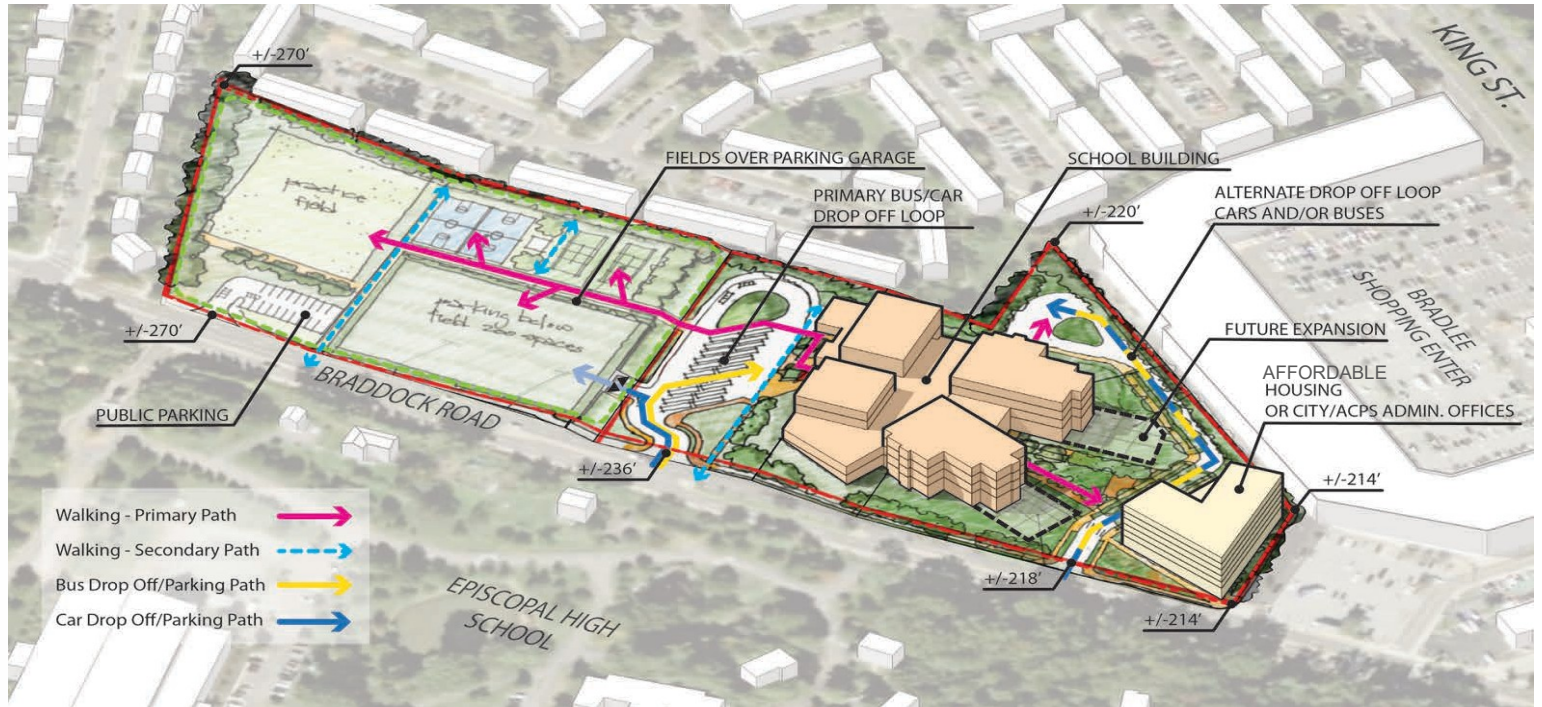 KING ST.
+/-270'
FIELDS OVER PARKING GARAGE
PRIMARY BUS/CAR
DROP OFF LOOP
SCHOOL BUILDING
+/-220'
ALTERNATE DROP OFF LOOP
CARS AND/OR BUSES
BRADLEE
SHOPPING ENTER
practice
field
parking below
field 200 spaces
FUTURE EXPANSION
AFFORDABLE
HOUSING
OR CITY/ACPS ADMIN. OFFICES
+/-270'
PUBLIC PARKING
BRADDOCK ROAD
+/-236'
+/-214'
+/-218'
+/-214'
EPISCOPAL HIGH
SCHOOL
Walking - Primary Path
Walking - Secondary Path
Bus Drop Off/Parking Path
Car Drop Off/Parking Path